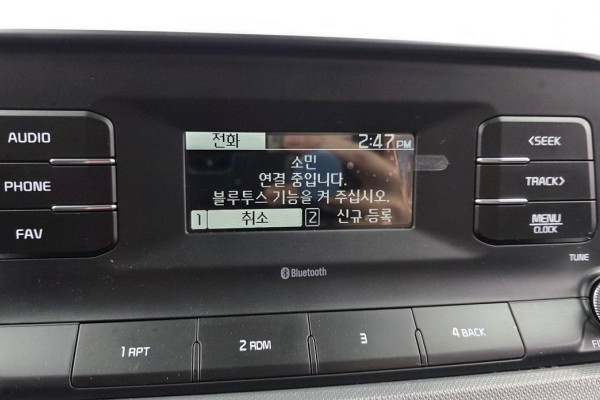 전화 2:47 PM
소민
연결 중입니다.
블루투스 기능을 켜 주십시오.
1 취소 2 신규 등록
AUDIO
PHONE
FAV
<SEEK
TRACK>
MENU
CLOCK
TUNE
Bluetooth
1 RPT
2 RDM
3
4 BACK